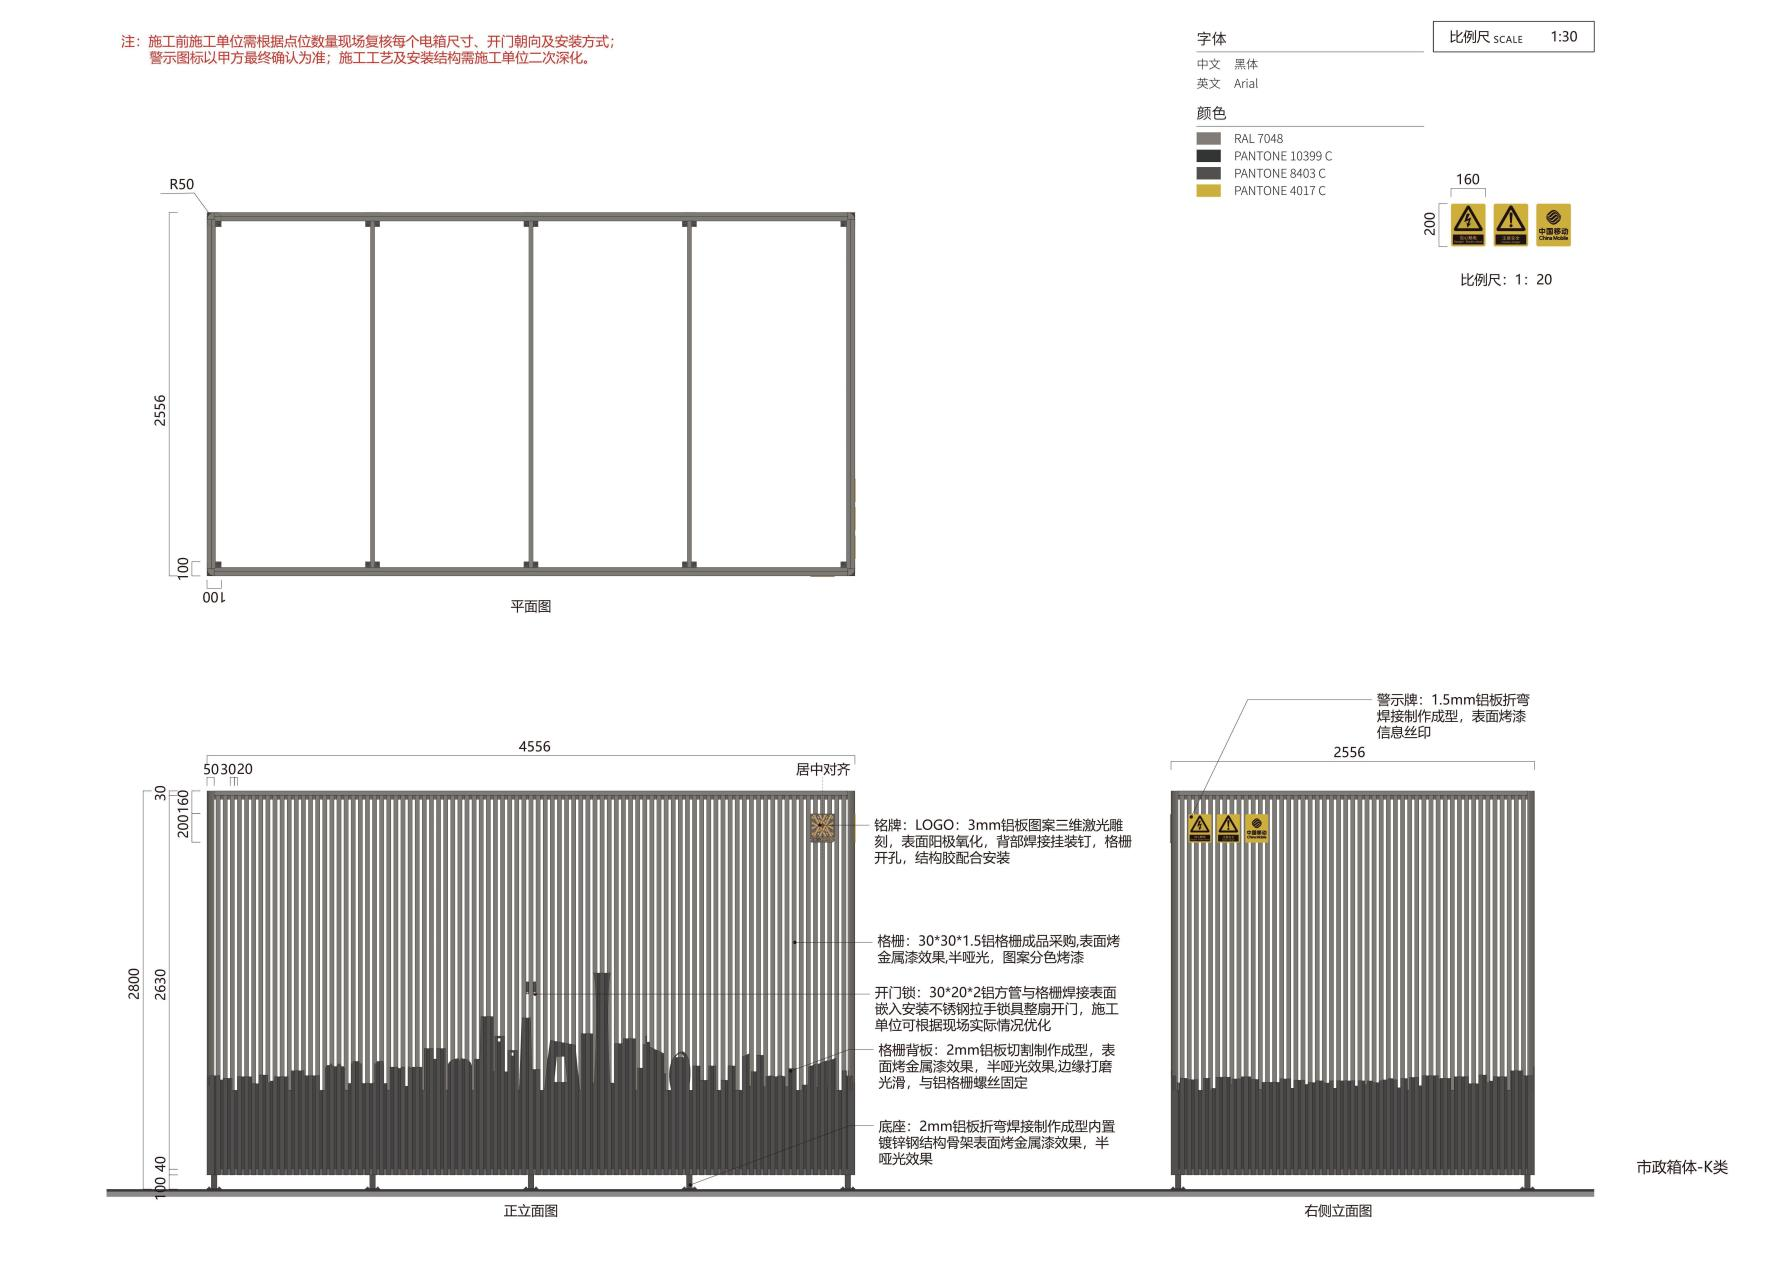 注：施工前施工单位需根据点位数量现场复核每个电箱尺寸、开门朝向及安装方式；
警示图标以甲方最终确认为准；施工工艺及安装结构需施工单位二次深化。
字体
中文 黑体
英文 Arial
颜色
RAL 7048
PANTONE 10399 C
PANTONE 8403 C
PANTONE 4017 C
比例尺 SCALE 1:30
160
200
中国移动
China Mobile
比例尺：1：20
R50
2556
100
100
平面图
4556
503020
居中对齐
30
160
200
2800
2630
40
100
铭牌：LOGO：3mm铝板图案三维激光雕
刻，表面阳极氧化，背部焊接挂装钉，格栅
开孔，结构胶配合安装
格栅：30*30*1.5铝格栅成品采购,表面烤
金属漆效果,半哑光，图案分色烤漆
开门锁：30*20*2铝方管与格栅焊接表面
嵌入安装不锈钢拉手锁具整扇开门，施工
单位可根据现场实际情况优化
格栅背板：2mm铝板切割制作成型，表
面烤金属漆效果，半哑光效果,边缘打磨
光滑，与铝格栅螺丝固定
底座：2mm铝板折弯焊接制作成型内置
镀锌钢结构骨架表面烤金属漆效果，半
哑光效果
正立面图
警示牌：1.5mm铝板折弯
焊接制作成型，表面烤漆
信息丝印
2556
中国移动
China Mobile
右侧立面图
市政箱体-K类